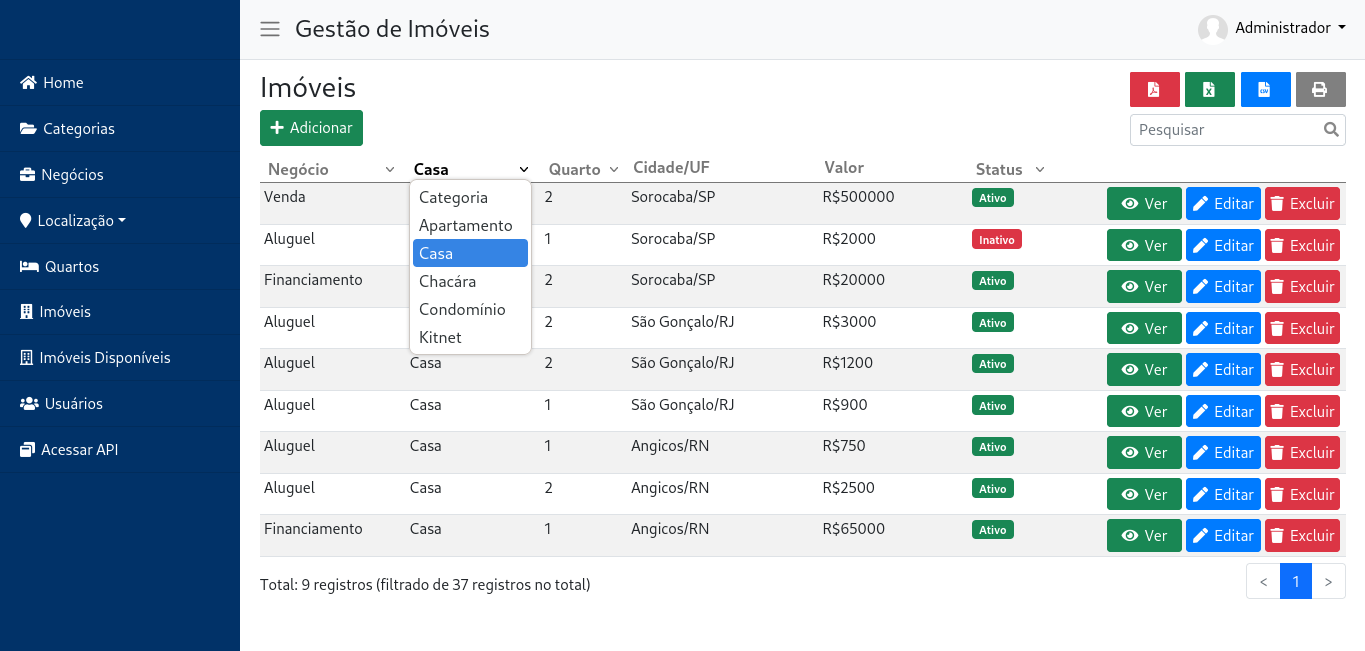 Gestão de Imóveis
Administrador
Home
Categorias
Negócios
Localização
Quartos
Imóveis
Imóveis Disponíveis
Usuários
Acessar API
Imóveis
Adicionar
Pesquisar
Negócio Casa Quarto Cidade/UF Valor Status
Categoria
Apartamento
Casa
Chacára
Condomínio
Kitnet
Venda 2 Sorocaba/SP R$500000 Ativo Ver Editar Excluir
Aluguel 1 Sorocaba/SP R$2000 Inativo Ver Editar Excluir
Financiamento 2 Sorocaba/SP R$20000 Ativo Ver Editar Excluir
Aluguel 2 São Gonçalo/RJ R$3000 Ativo Ver Editar Excluir
Aluguel Casa 2 São Gonçalo/RJ R$1200 Ativo Ver Editar Excluir
Aluguel Casa 1 São Gonçalo/RJ R$900 Ativo Ver Editar Excluir
Aluguel Casa 1 Angicos/RN R$750 Ativo Ver Editar Excluir
Aluguel Casa 2 Angicos/RN R$2500 Ativo Ver Editar Excluir
Financiamento Casa 1 Angicos/RN R$65000 Ativo Ver Editar Excluir
Total: 9 registros (filtrado de 37 registros no total)
< 1 >